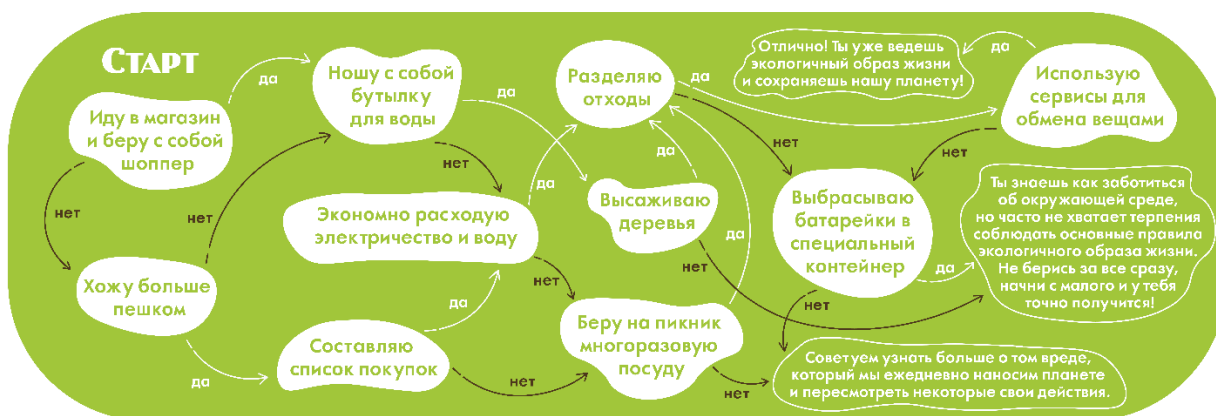 Старт
Иду в магазин
и беру с собой
шоппер
да
нет
Хожу больше
пешком
нет
да
Ношу с собой
бутылку
для воды
да
нет
Экономно расходую
электричество и воду
да
нет
Составляю
список покупок
да
нет
Разделяю
отходы
да
нет
Высаживаю
деревья
да
нет
Беру на пикник
многоразовую
посуду
да
нет
Отлично! Ты уже ведешь
экологичный образ жизни
и сохраняешь нашу планету!
да
Использую
сервисы для
обмена вещами
нет
Выбрасываю
батарейки в
специальный
контейнер
да
нет
Ты знаешь как заботиться
об окружающей среде,
но часто не хватает терпения
соблюдать основные правила
экологичного образа жизни.
Не берись за все сразу,
начни с малого и у тебя
точно получится!
Советуем узнать больше о том вреде,
который мы ежедневно наносим планете
и пересмотреть некоторые свои действия.